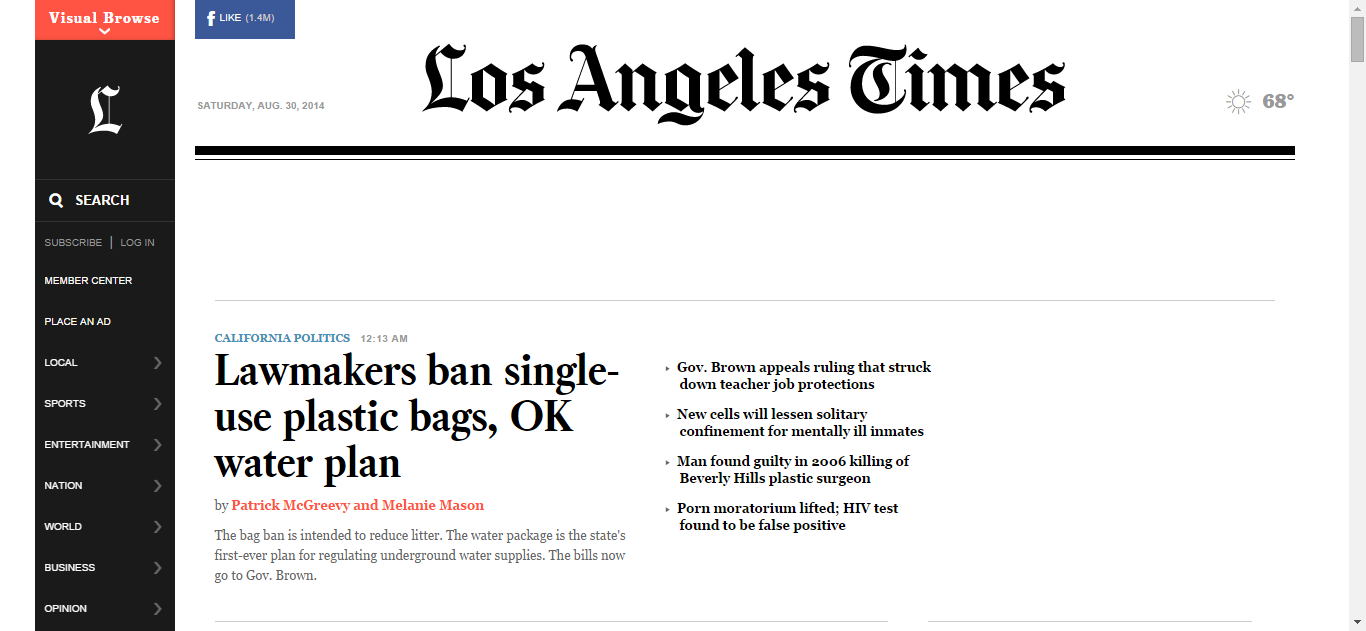 Visual Browse
L
SEARCH
SUBSCRIBE | LOG IN
MEMBER CENTER
PLACE AN AD
LOCAL
SPORTS
ENTERTAINMENT
NATION
WORLD
BUSINESS
OPINION
f LIKE (1.4M)
SATURDAY, AUG. 30, 2014
Los Angeles Times
68°
CALIFORNIA POLITICS 12:13 AM
Lawmakers ban single-
use plastic bags, OK
water plan
by Patrick McGreevy and Melanie Mason
The bag ban is intended to reduce litter. The water package is the state's
first-ever plan for regulating underground water supplies. The bills now
go to Gov. Brown.
Gov. Brown appeals ruling that struck
down teacher job protections
New cells will lessen solitary
confinement for mentally ill inmates
Man found guilty in 2006 killing of
Beverly Hills plastic surgeon
Porn moratorium lifted; HIV test
found to be false positive